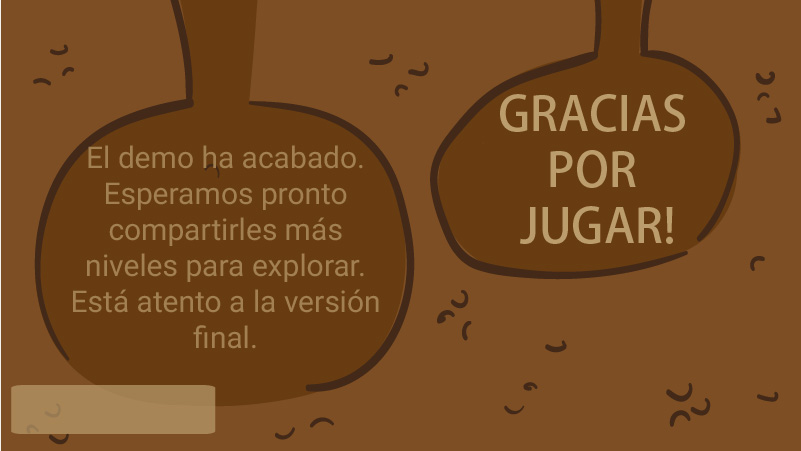 El demo ha acabado.
Esperamos pronto
compartirles más
niveles para explorar.
Está atento a la versión
final.
GRACIAS
POR
JUGAR!